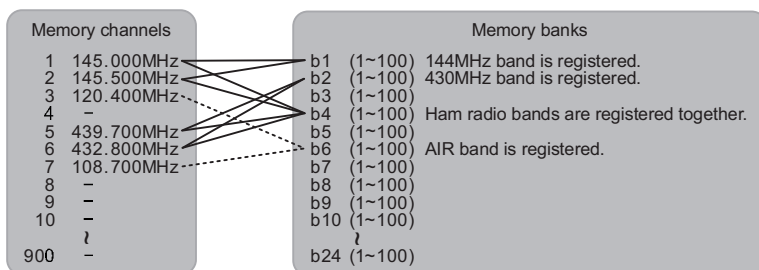 Memory channels
1 145.000MHz
2 145.500MHz
3 120.400MHz
4 –
5 439.700MHz
6 432.800MHz
7 108.700MHz
8 –
9 –
10 –
~
900 –
Memory banks
b1 (1~100) 144MHz band is registered.
b2 (1~100) 430MHz band is registered.
b3 (1~100)
b4 (1~100) Ham radio bands are registered together.
b5 (1~100)
b6 (1~100) AIR band is registered.
b7 (1~100)
b8 (1~100)
b9 (1~100)
b10 (1~100)
~
b24 (1~100)